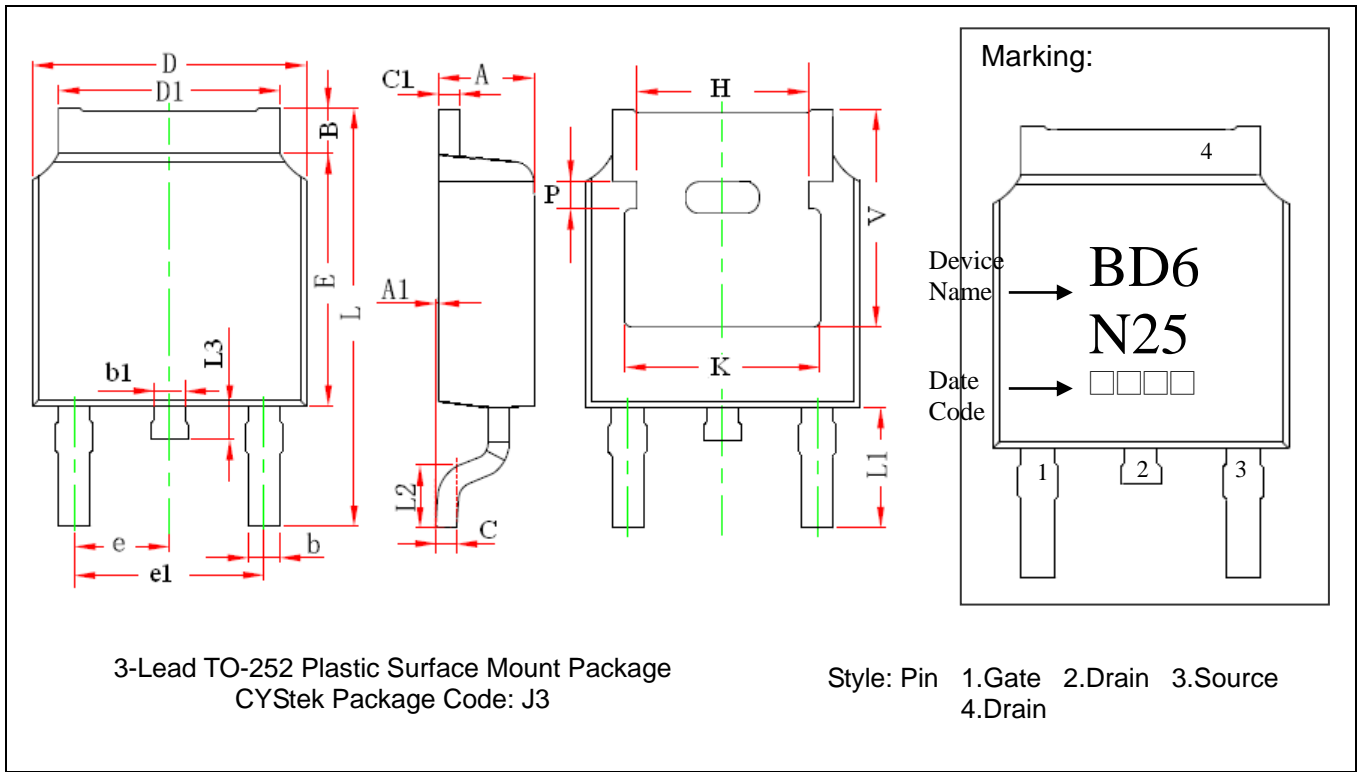 D
D1
B
E
L
L3
b1
e
e1
b
C1
A
A1
L2
C
H
P
V
K
L1
Marking:
4
Device
Name
BD6
N25
Date
Code
□□□□
1
2
3
3-Lead TO-252 Plastic Surface Mount Package
CYStek Package Code: J3
Style: Pin 1.Gate 2.Drain 3.Source
4.Drain